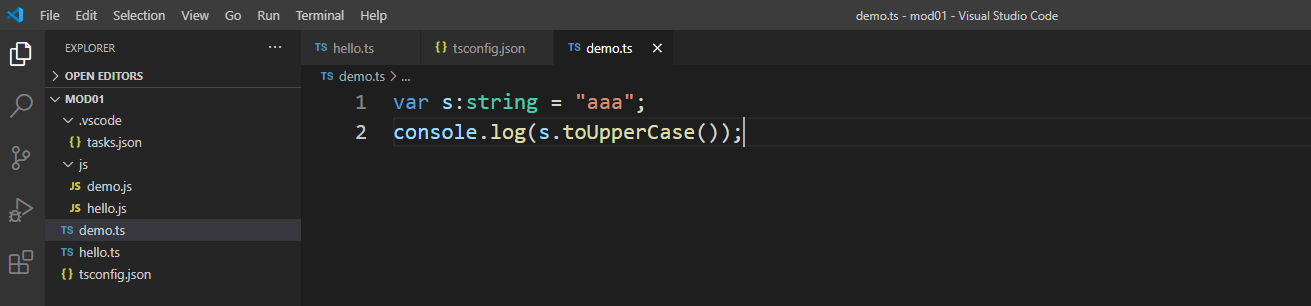 File Edit Selection View Go Run Terminal Help demo.ts - mod01 - Visual Studio Code
EXPLORER ...
TS hello.ts {} tsconfig.json TS demo.ts ×
> OPEN EDITORS
TS demo.ts > ...
MOD01
1 var s:string = "aaa";
.vscode
2 console.log(s.toUpperCase());
{} tasks.json
js
JS demo.js
JS hello.js
TS demo.ts
TS hello.ts
{} tsconfig.json